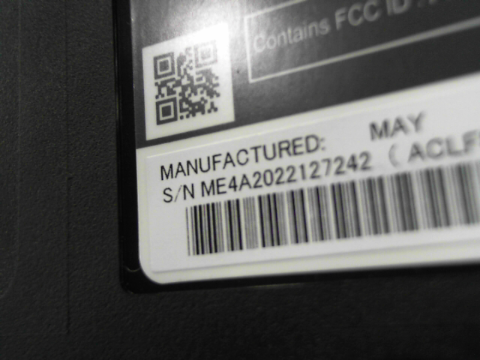 Contains FCC ID
MANUFACTURED: MAY
S/N ME4A2022127242 ( ACLF